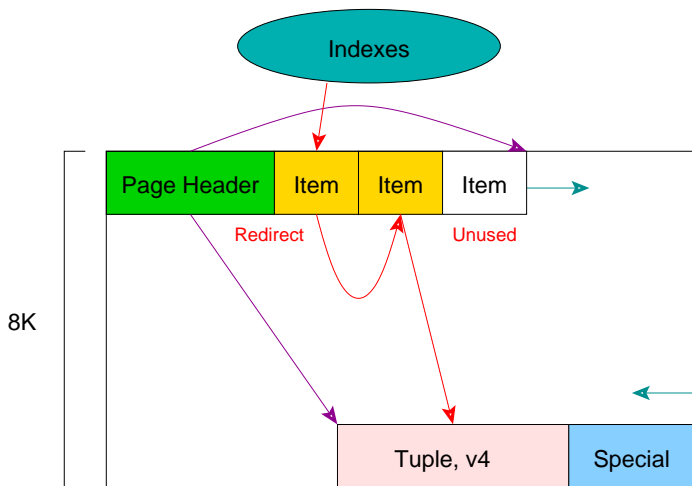 Indexes
Page Header Item Item Item
Redirect Unused
8K
Tuple, v4 Special